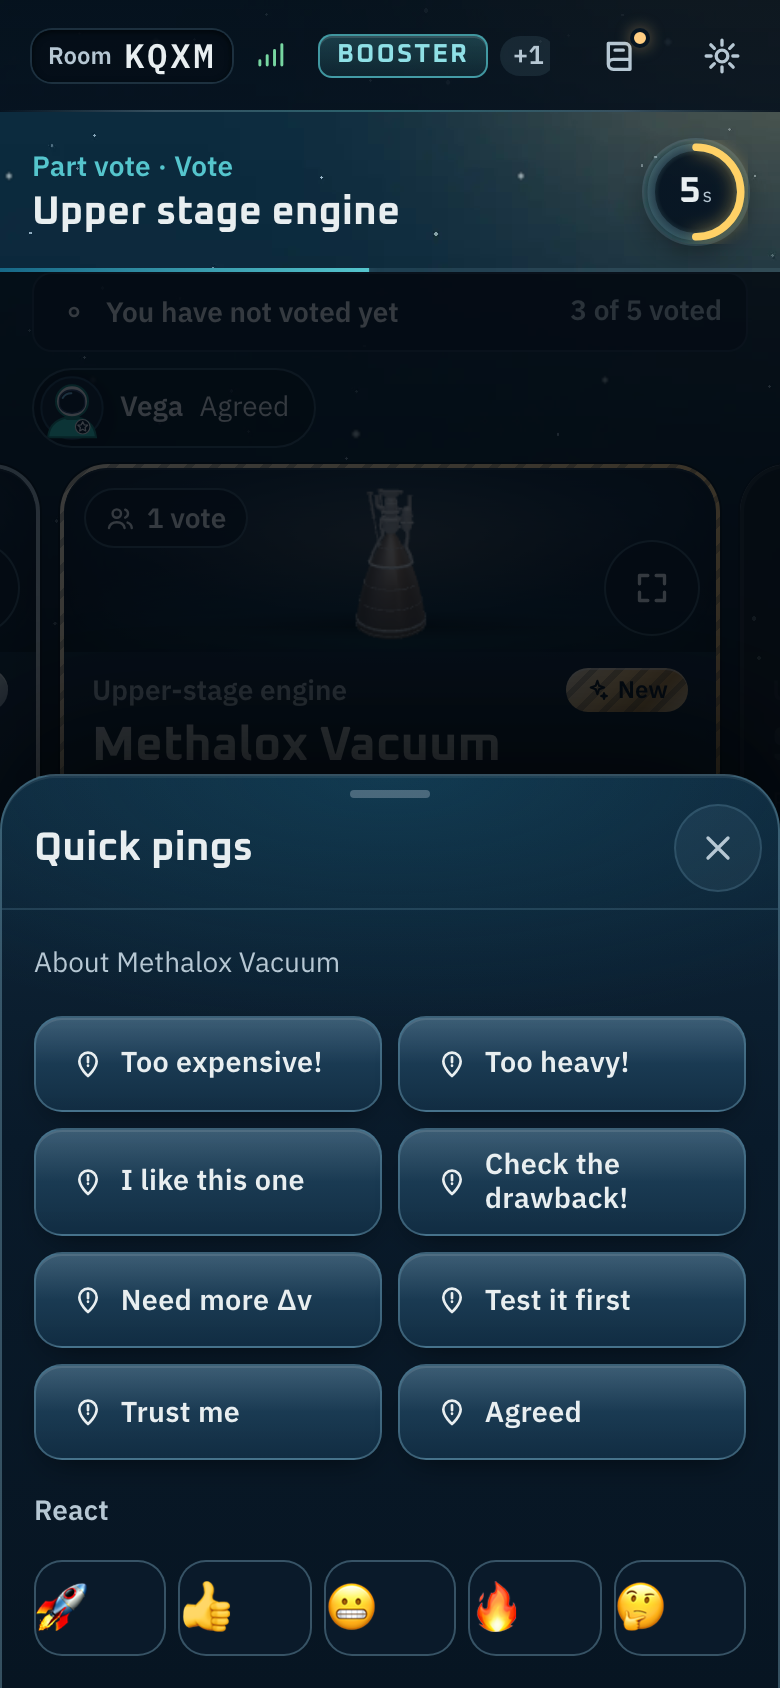 Room KQXM
BOOSTER
+1
Part vote · Vote
Upper stage engine
5s
You have not voted yet
3 of 5 voted
Vega Agreed
1 vote
Upper-stage engine
New
Methalox Vacuum
Quick pings
About Methalox Vacuum
Too expensive!
Too heavy!
I like this one
Check the
drawback!
Need more Δv
Test it first
Trust me
Agreed
React